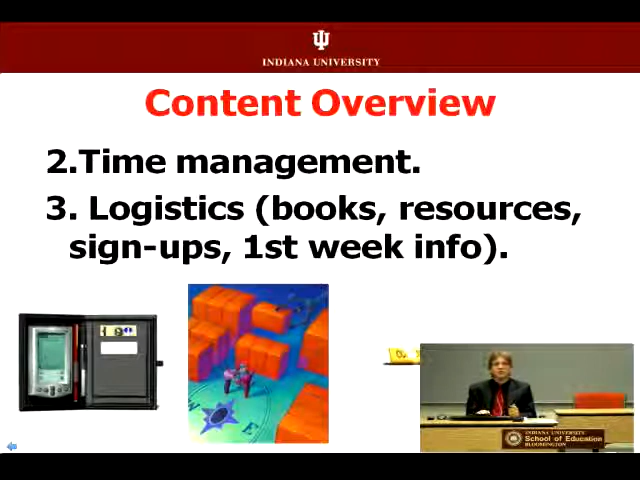 INDIANA UNIVERSITY
Content Overview
2.Time management.
3. Logistics (books, resources,
sign-ups, 1st week info).
W
E
INDIANA UNIVERSITY
School of Education
BLOOMINGTON